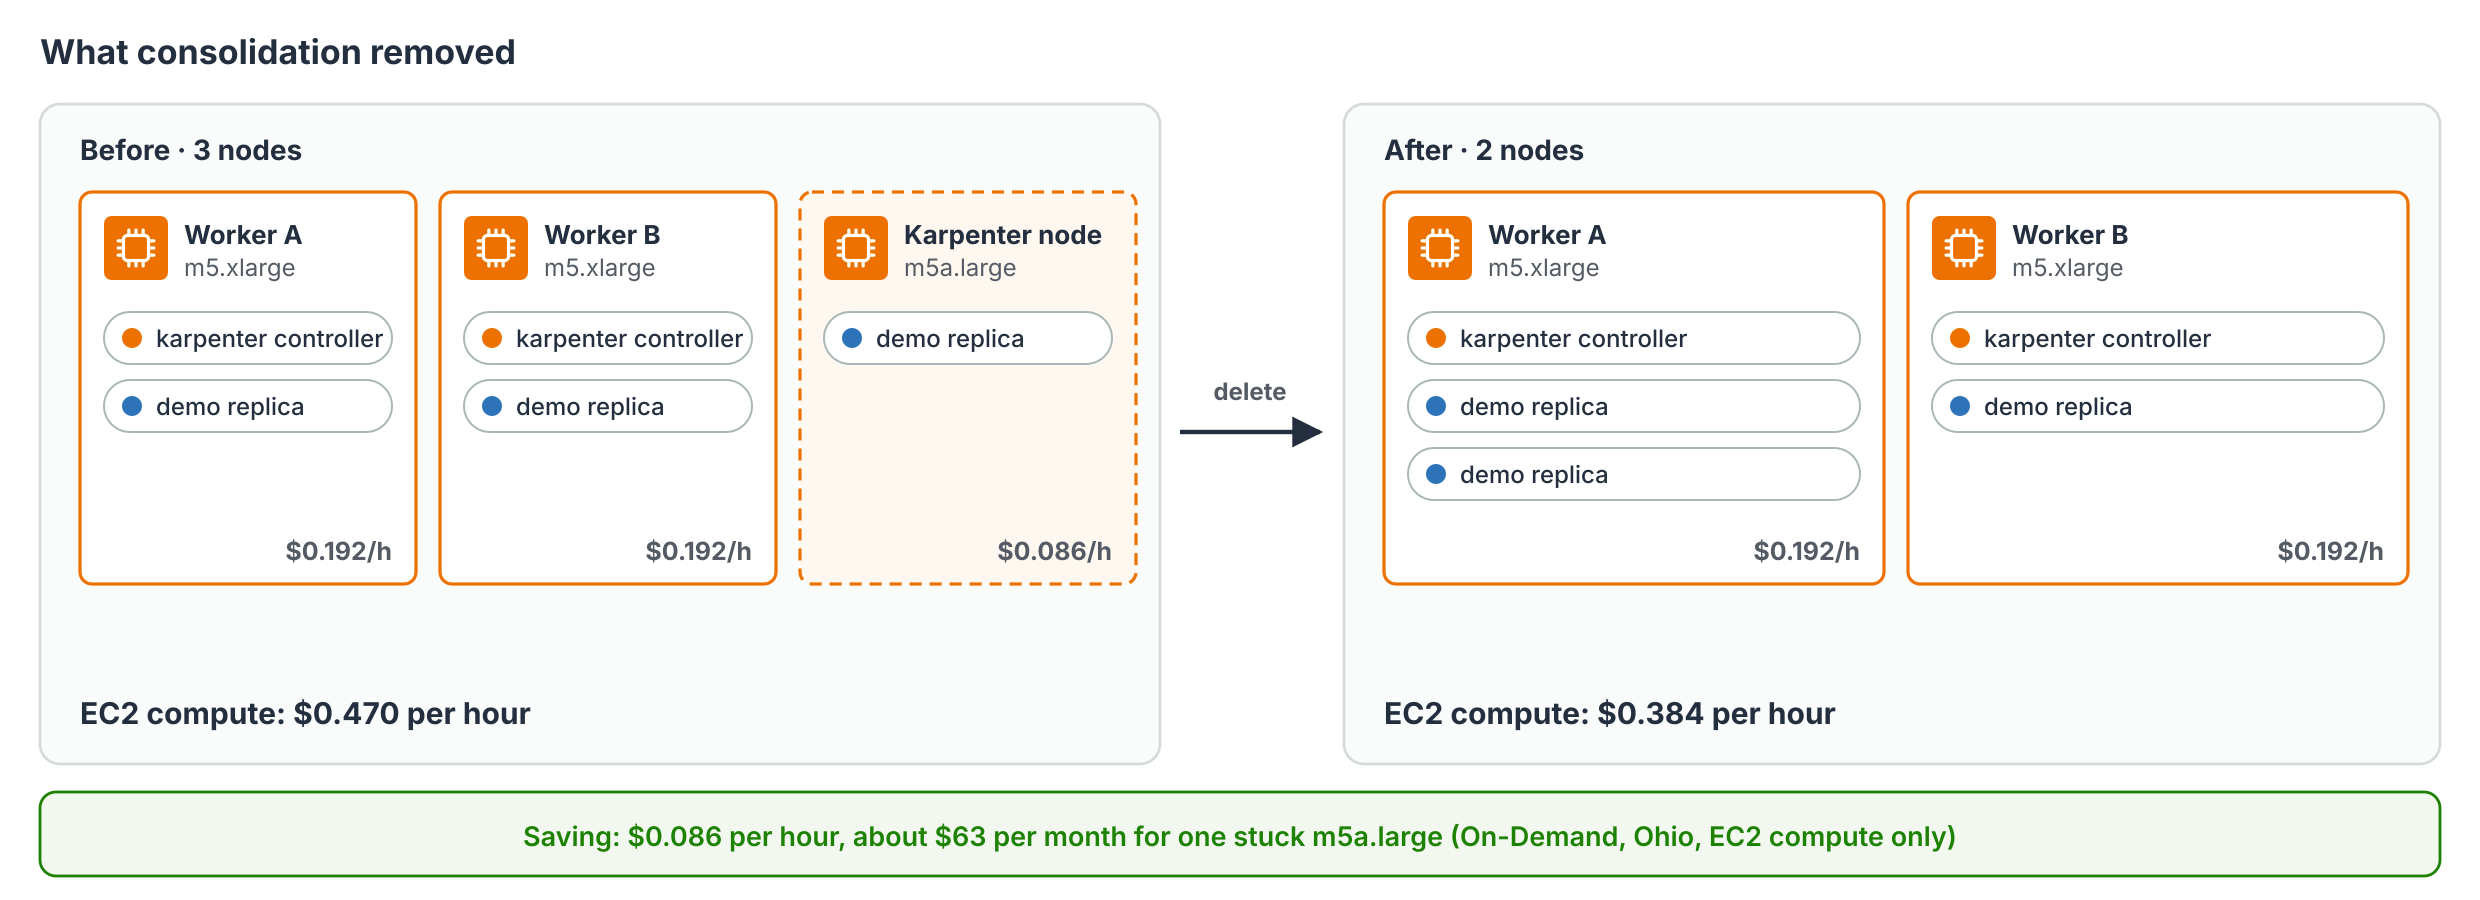 What consolidation removed
Before · 3 nodes
Worker A
m5.xlarge
karpenter controller
demo replica
$0.192/h
Worker B
m5.xlarge
karpenter controller
demo replica
$0.192/h
Karpenter node
m5a.large
demo replica
$0.086/h
EC2 compute: $0.470 per hour
delete
After · 2 nodes
Worker A
m5.xlarge
karpenter controller
demo replica
demo replica
$0.192/h
Worker B
m5.xlarge
karpenter controller
demo replica
$0.192/h
EC2 compute: $0.384 per hour
Saving: $0.086 per hour, about $63 per month for one stuck m5a.large (On-Demand, Ohio, EC2 compute only)